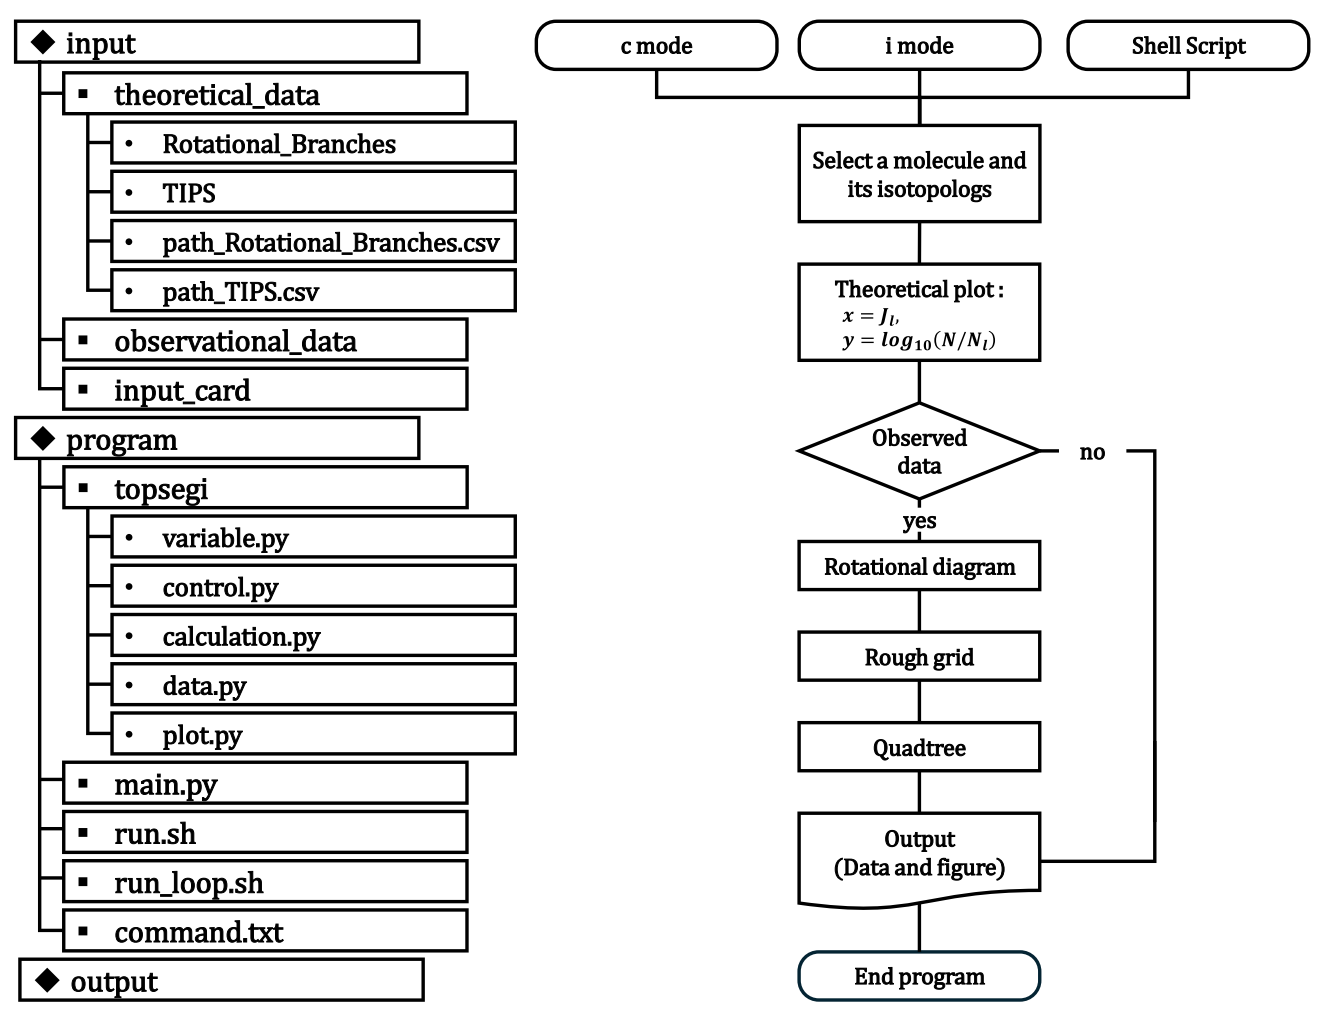 input
theoretical_data
Rotational_Branches
TIPS
path_Rotational_Branches.csv
path_TIPS.csv
observational_data
input_card
program
topsegi
variable.py
control.py
calculation.py
data.py
plot.py
main.py
run.sh
run_loop.sh
command.txt
output
c mode
i mode
Shell Script
Select a molecule and
its isotopologs
Theoretical plot :
x = J_l,
y = log₁₀(N/N_l)
Observed
data
no
yes
Rotational diagram
Rough grid
Quadtree
Output
(Data and figure)
End program